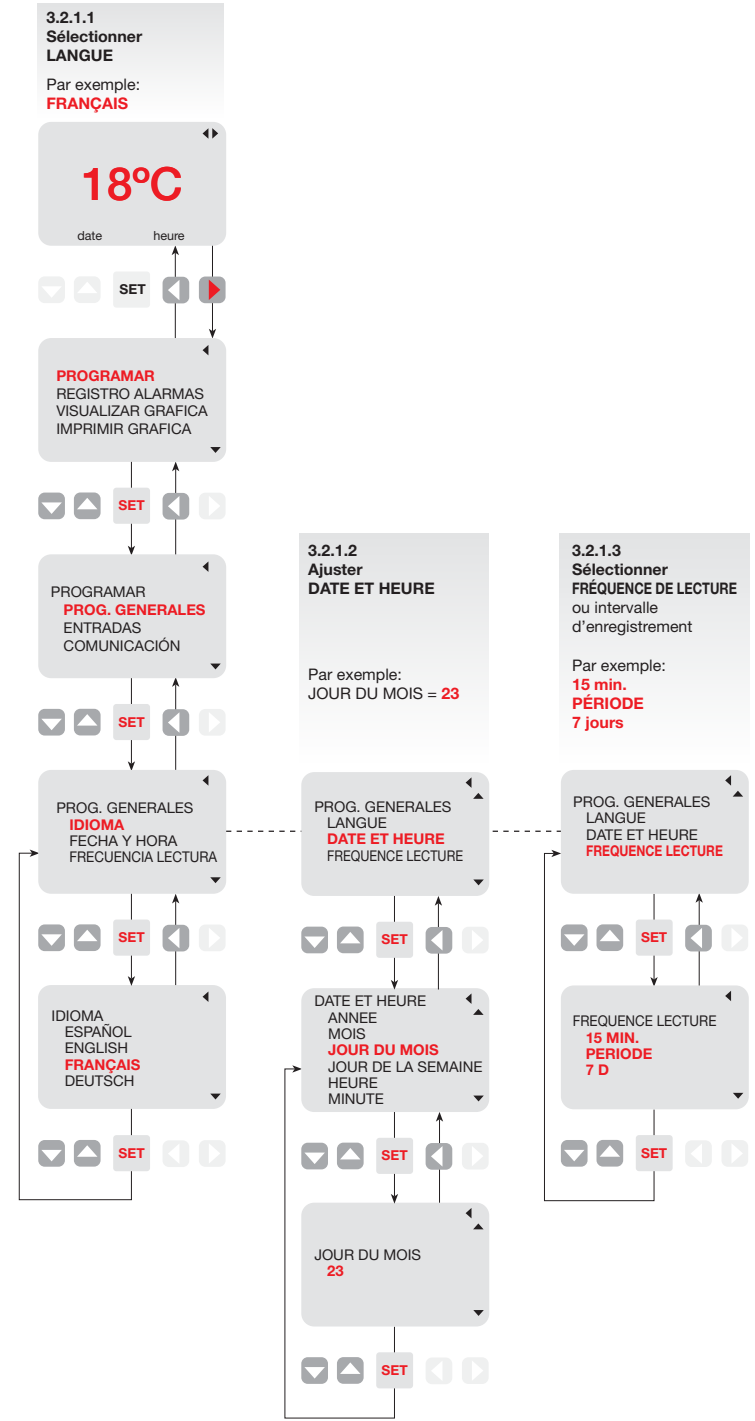 3.2.1.1
Sélectionner
LANGUE
Par exemple:
FRANÇAIS
18ºC
date heure
SET
PROGRAMAR
REGISTRO ALARMAS
VISUALIZAR GRAFICA
IMPRIMIR GRAFICA
SET
PROGRAMAR
PROG. GENERALES
ENTRADAS
COMUNICACIÓN
SET
PROG. GENERALES
IDIOMA
FECHA Y HORA
FRECUENCIA LECTURA
SET
IDIOMA
ESPAÑOL
ENGLISH
FRANÇAIS
DEUTSCH
SET
3.2.1.2
Ajuster
DATE ET HEURE
Par exemple:
JOUR DU MOIS = 23
PROG. GENERALES
LANGUE
DATE ET HEURE
FREQUENCE LECTURE
SET
DATE ET HEURE
ANNEE
MOIS
JOUR DU MOIS
JOUR DE LA SEMAINE
HEURE
MINUTE
SET
JOUR DU MOIS
23
SET
3.2.1.3
Sélectionner
FRÉQUENCE DE LECTURE
ou intervalle
d'enregistrement
Par exemple:
15 min.
PÉRIODE
7 jours
PROG. GENERALES
LANGUE
DATE ET HEURE
FREQUENCE LECTURE
SET
FREQUENCE LECTURE
15 MIN.
PERIODE
7 D
SET